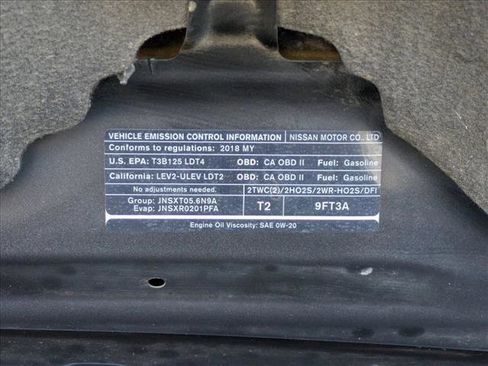 VEHICLE EMISSION CONTROL INFORMATION NISSAN MOTOR CO., LTD
Conforms to regulations: 2018 MY
U.S. EPA: T3B125 LDT4 OBD: CA OBD II Fuel: Gasoline
California: LEV2-ULEV LDT2 OBD: CA OBD II Fuel: Gasoline
No adjustments needed. 2TWC(2)/2HO2S/2WR-HO2S/DFI
Group: JNSXT05.6N9A T2 9FT3A
Evap: JNSXR0201PFA
Engine Oil Viscosity: SAE 0W-20